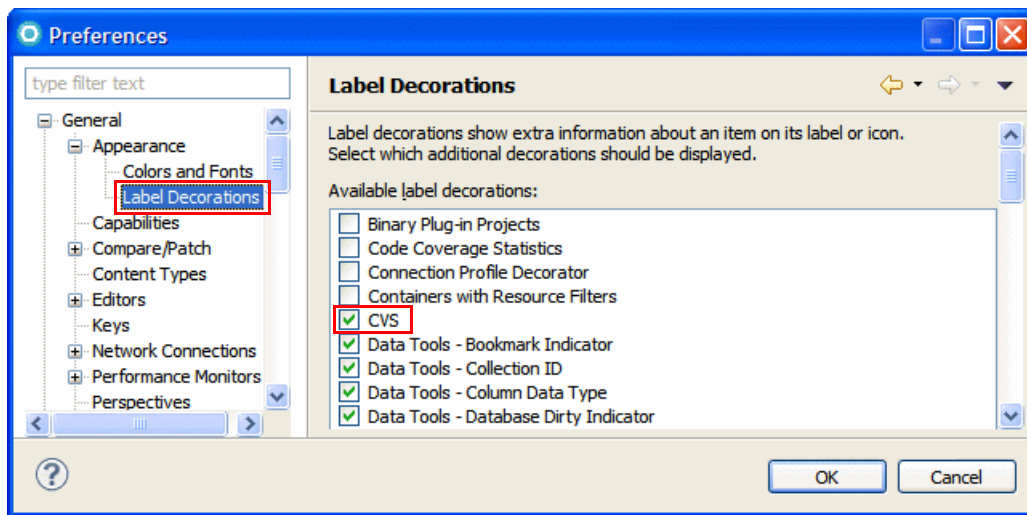 Preferences
type filter text
General
Appearance
Colors and Fonts
Label Decorations
Capabilities
Compare/Patch
Content Types
Editors
Keys
Network Connections
Performance Monitors
Perspectives
Label Decorations
Label decorations show extra information about an item on its label or icon.
Select which additional decorations should be displayed.
Available label decorations:
Binary Plug-in Projects
Code Coverage Statistics
Connection Profile Decorator
Containers with Resource Filters
CVS
Data Tools - Bookmark Indicator
Data Tools - Collection ID
Data Tools - Column Data Type
Data Tools - Database Dirty Indicator
OK
Cancel